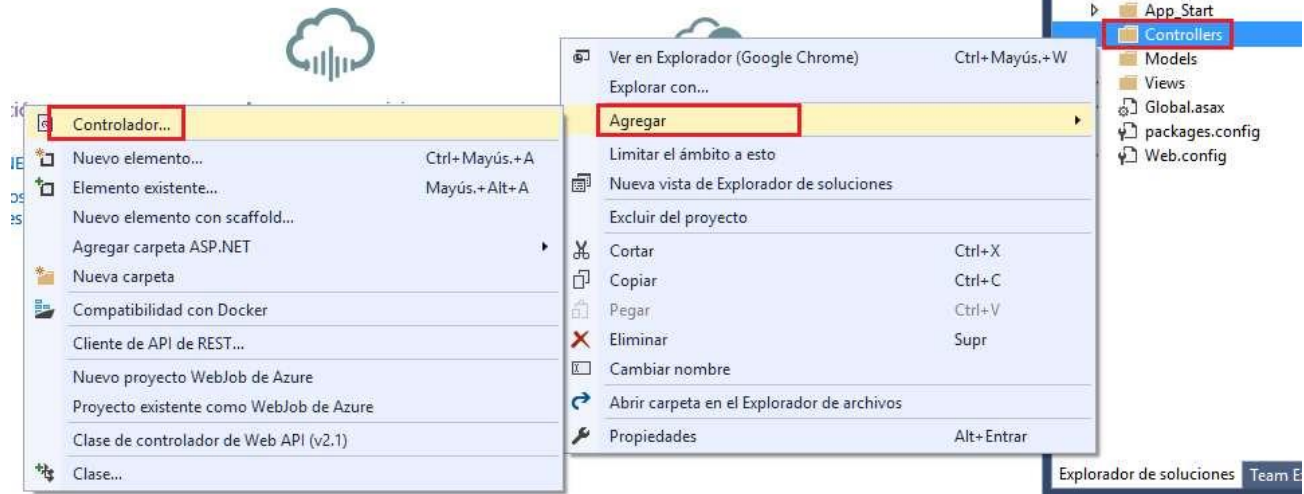 Controlador...
Nuevo elemento... Ctrl+Mayús.+A
Elemento existente... Mayús.+Alt+A
Nuevo elemento con scaffold...
Agregar carpeta ASP.NET
Nueva carpeta
Compatibilidad con Docker
Cliente de API de REST...
Nuevo proyecto WebJob de Azure
Proyecto existente como WebJob de Azure
Clase de controlador de Web API (v2.1)
Clase...
Ver en Explorador (Google Chrome) Ctrl+Mayús.+W
Explorar con...
Agregar
Limitar el ámbito a esto
Nueva vista de Explorador de soluciones
Excluir del proyecto
Cortar Ctrl+X
Copiar Ctrl+C
Pegar Ctrl+V
Eliminar Supr
Cambiar nombre
Abrir carpeta en el Explorador de archivos
Propiedades Alt+Entrar
App_Start
Controllers
Models
Views
Global.asax
packages.config
Web.config
Explorador de soluciones Team